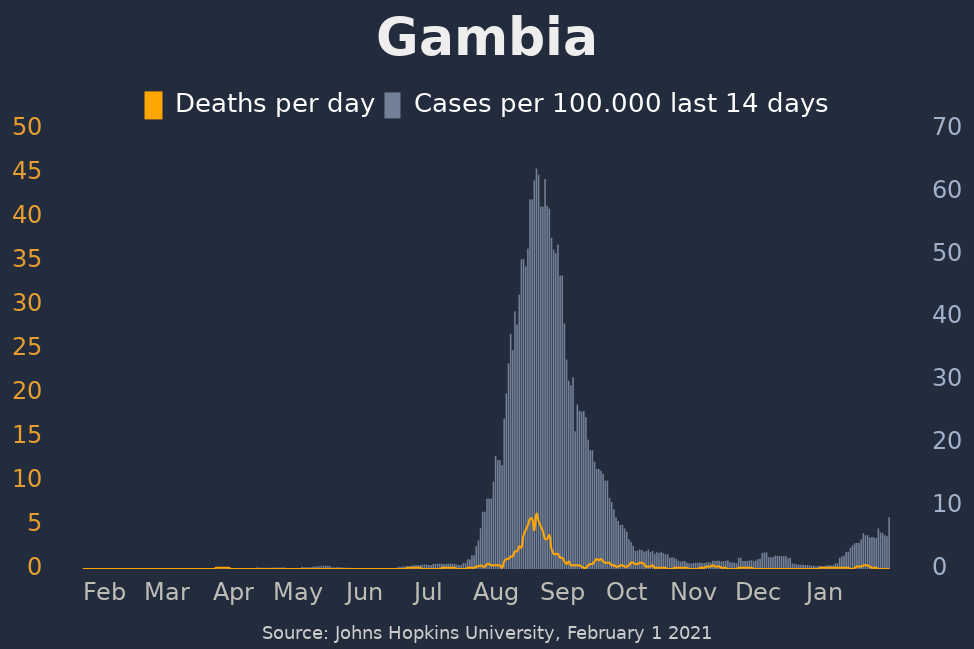 Gambia
Deaths per day Cases per 100.000 last 14 days
50 70
45
40 60
35 50
30
25 40
20 30
15 20
10 10
5
0 0
Feb Mar Apr May Jun Jul Aug Sep Oct Nov Dec Jan
Source: Johns Hopkins University, February 1 2021